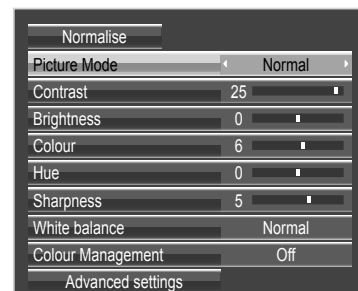 Normalise
Picture Mode Normal
Contrast 25
Brightness 0
Colour 6
Hue 0
Sharpness 5
White balance Normal
Colour Management Off
Advanced settings